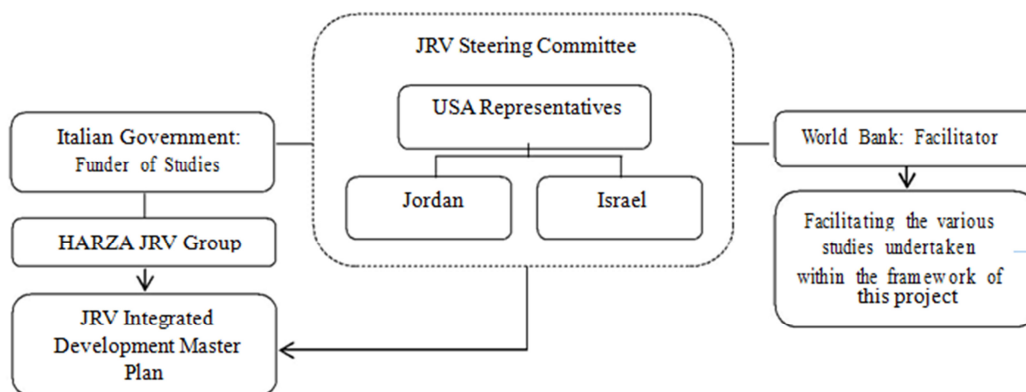 JRV Steering Committee
USA Representatives
Jordan
Israel
Italian Government:
Funder of Studies
HARZA JRV Group
JRV Integrated
Development Master
Plan
World Bank: Facilitator
Facilitating the various
studies undertaken
within the framework of
this project